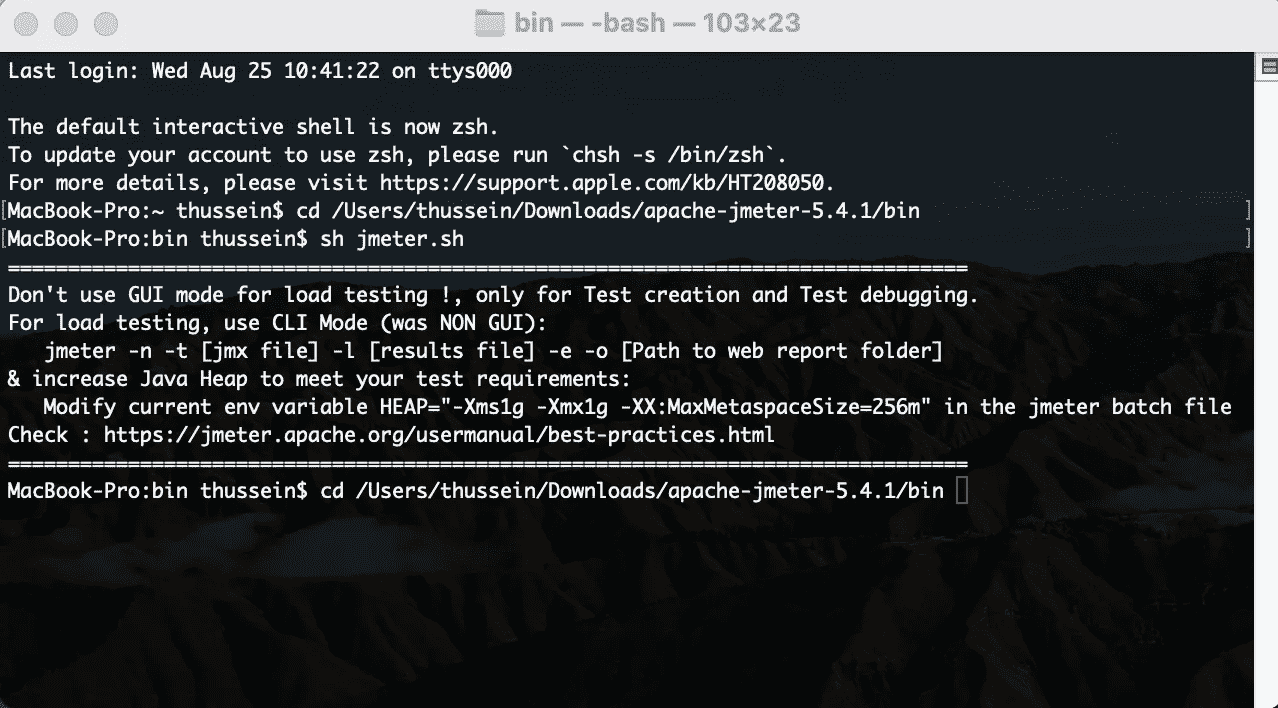 bin — -bash — 103×23
Last login: Wed Aug 25 10:41:22 on ttys000
The default interactive shell is now zsh.
To update your account to use zsh, please run `chsh -s /bin/zsh`.
For more details, please visit https://support.apple.com/kb/HT208050.
[MacBook-Pro:~ thussein$ cd /Users/thussein/Downloads/apache-jmeter-5.4.1/bin ]
[MacBook-Pro:bin thussein$ sh jmeter.sh ]
================================================================================
Don't use GUI mode for load testing !, only for Test creation and Test debugging.
For load testing, use CLI Mode (was NON GUI):
   jmeter -n -t [jmx file] -l [results file] -e -o [Path to web report folder]
& increase Java Heap to meet your test requirements:
   Modify current env variable HEAP="-Xms1g -Xmx1g -XX:MaxMetaspaceSize=256m" in the jmeter batch file
Check : https://jmeter.apache.org/usermanual/best-practices.html
================================================================================
MacBook-Pro:bin thussein$ cd /Users/thussein/Downloads/apache-jmeter-5.4.1/bin